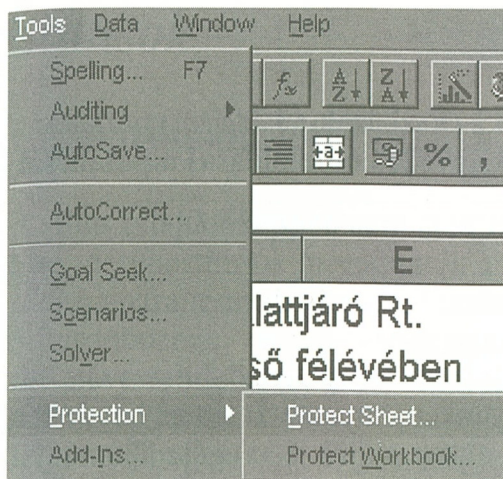 Tools Data Window Help
Spelling... F7
Auditing
AutoSave...
AutoCorrect...
Goal Seek...
Scenarios...
Solver...
Protection
Add-Ins...
Protect Sheet...
Protect Workbook...
fx A Z Z A
a % ,
E
lattjáró Rt.
ső félévében